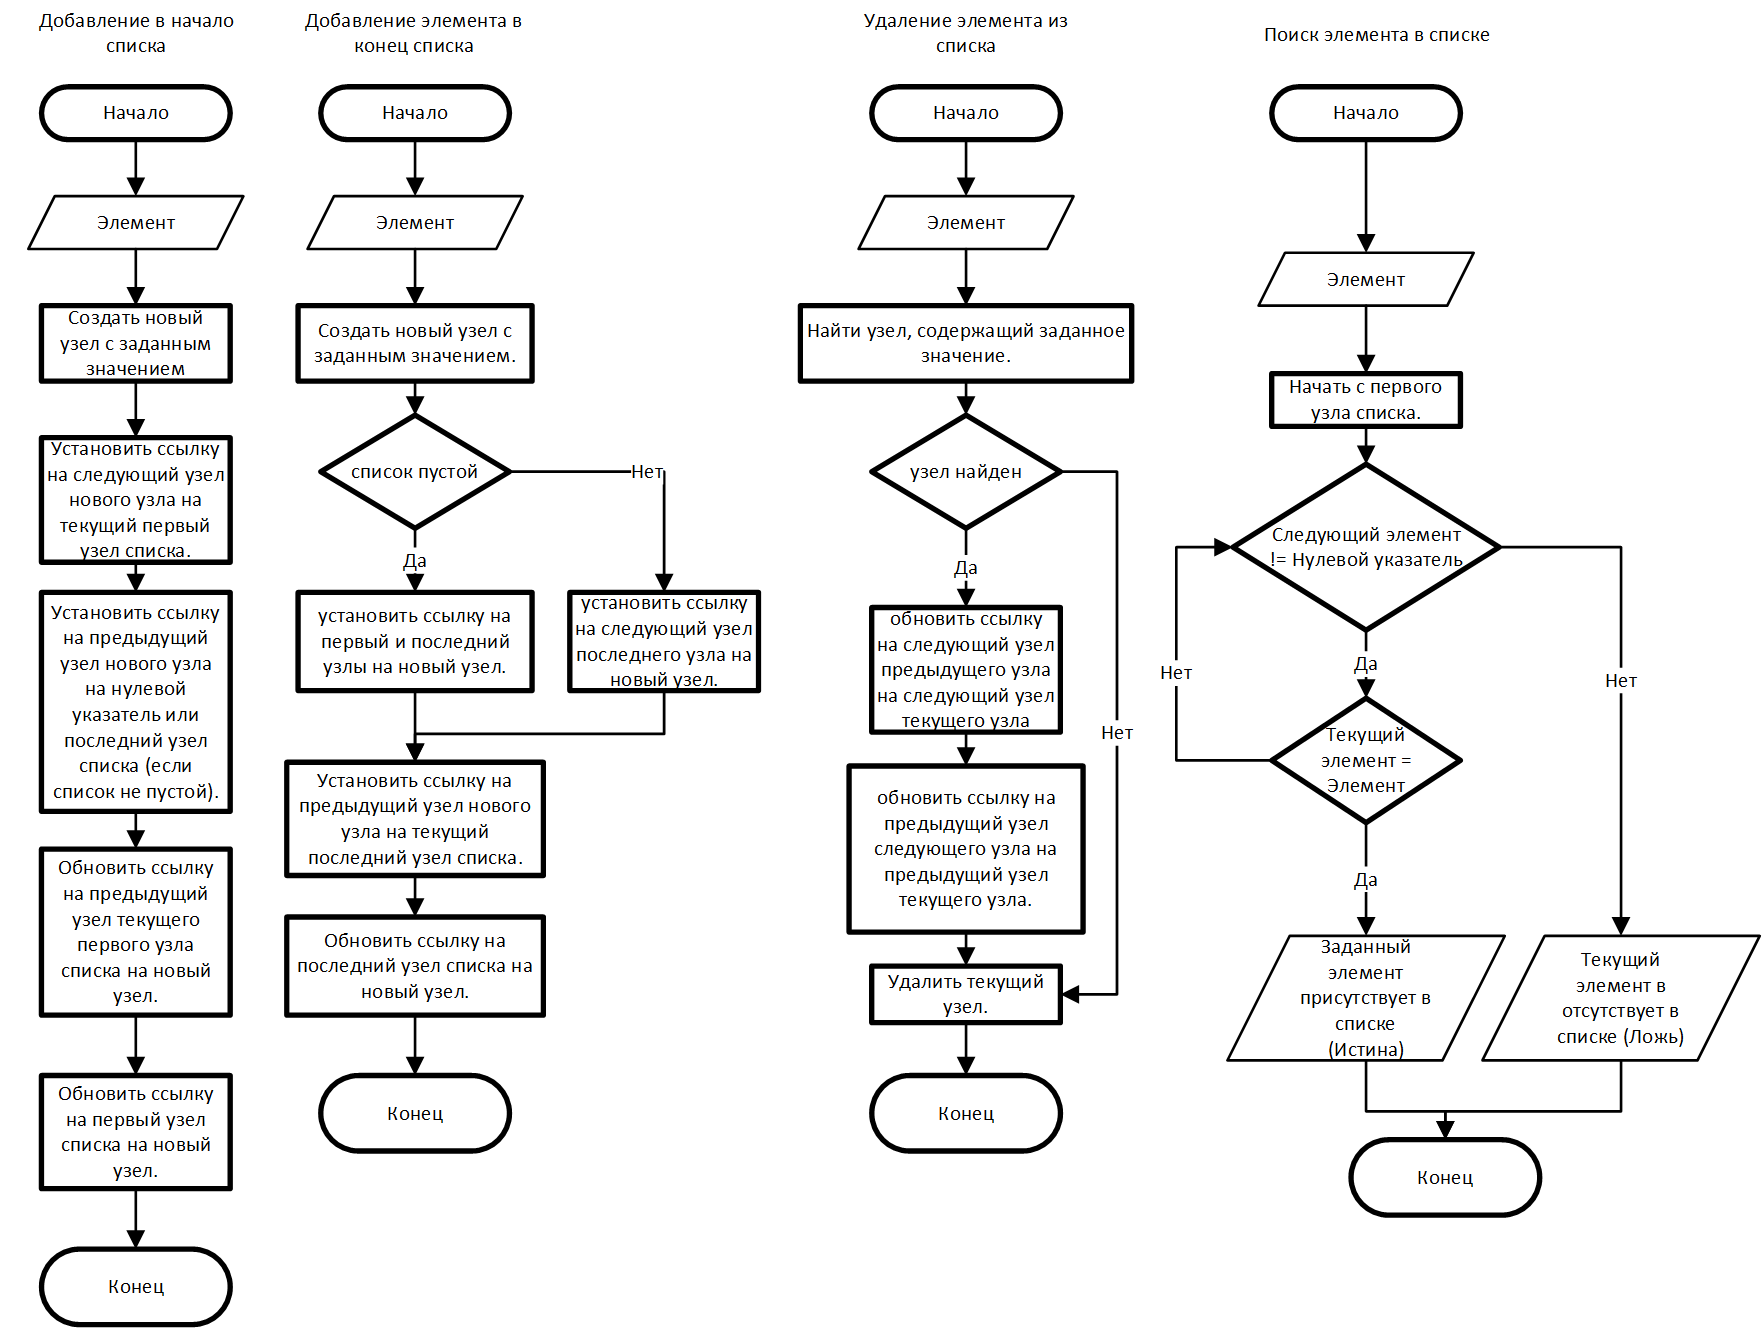 Добавление в начало
списка
Начало
Элемент
Создать новый
узел с заданным
значением
Установить ссылку
на следующий узел
нового узла на
текущий первый
узел списка.
Установить ссылку
на предыдущий
узел нового узла
на нулевой
указатель или
последний узел
списка (если
список не пустой).
Обновить ссылку
на предыдущий
узел текущего
первого узла
списка на новый
узел.
Обновить ссылку
на первый узел
списка на новый
узел.
Конец
Добавление элемента в
конец списка
Начало
Элемент
Создать новый узел с
заданным значением.
список пустой
Нет
Да
установить ссылку на
первый и последний
узлы на новый узел.
установить ссылку
на следующий узел
последнего узла на
новый узел.
Установить ссылку на
предыдущий узел нового
узла на текущий
последний узел списка.
Обновить ссылку на
последний узел списка на
новый узел.
Конец
Удаление элемента из
списка
Начало
Элемент
Найти узел, содержащий заданное
значение.
узел найден
Да
Нет
обновить ссылку
на следующий узел
предыдущего узла
на следующий узел
текущего узла
обновить ссылку на
предыдущий узел
следующего узла на
предыдущий узел
текущего узла.
Удалить текущий
узел.
Конец
Поиск элемента в списке
Начало
Элемент
Начать с первого
узла списка.
Следующий элемент
!= Нулевой указатель
Да
Нет
Нет
Текущий
элемент =
Элемент
Да
Заданный
элемент
присутствует в
списке
(Истина)
Текущий
элемент в
отсутствует в
списке (Ложь)
Конец